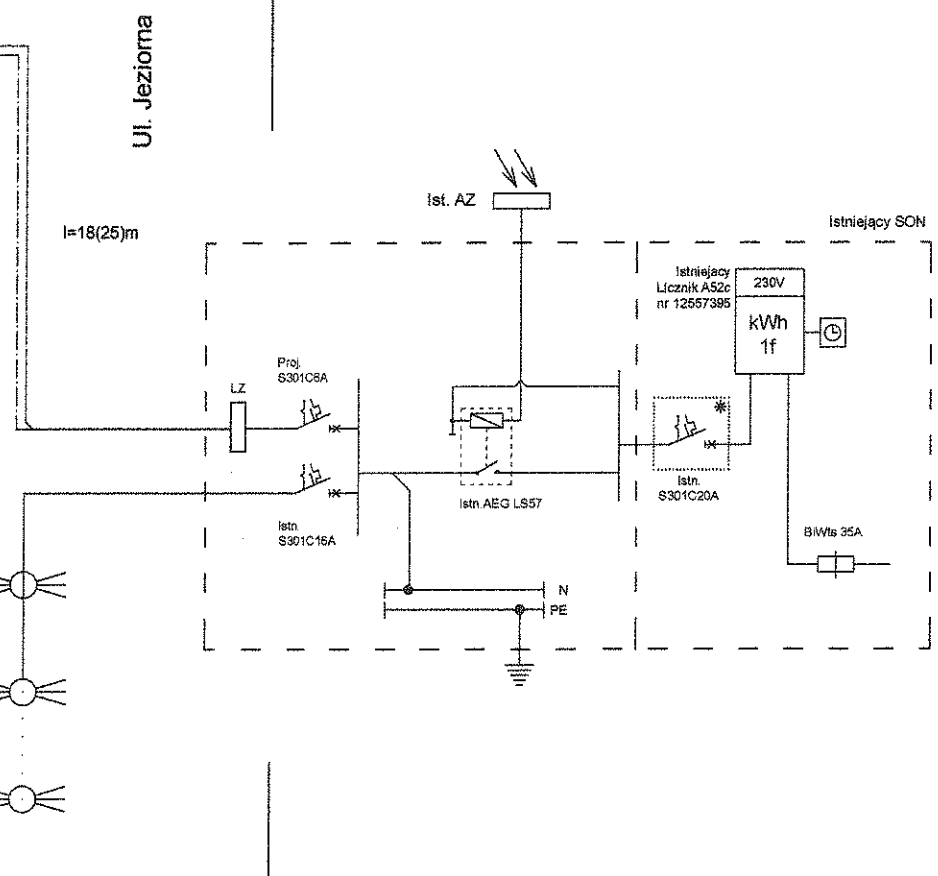 Ul. Jeziorna
l=18(25)m
Ist. AZ
Istniejący SON
Istniejacy
Licznik A52c
nr 12557395
230V
kWh
1f
Proj.
S301C6A
LZ
Istn.
S301C16A
Istn. AEG LS57
Istn.
S301C20A
*
BiWts 35A
N
PE